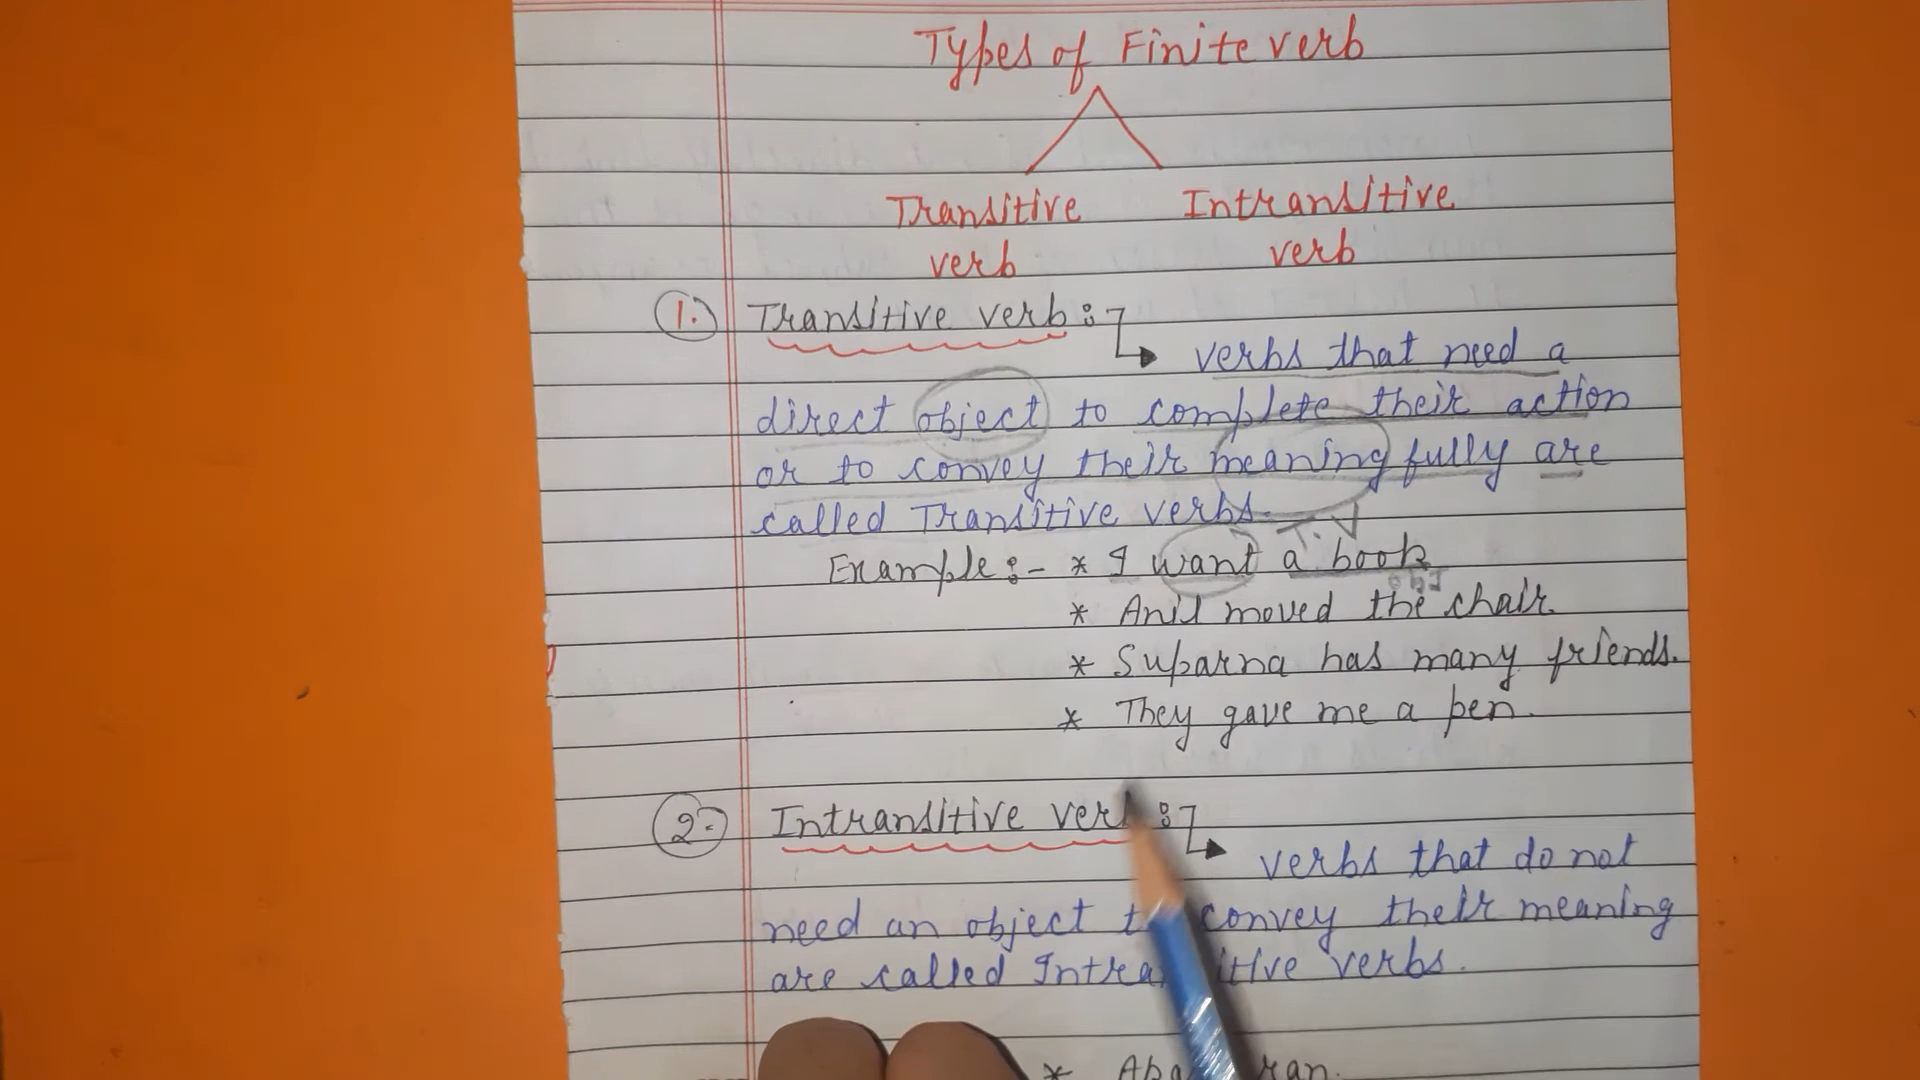 Types of Finite verb
Transitive verb
Intransitive verb
1. Transitive verb :-
verbs that need a
direct object to complete their action
or to convey their meaning fully are
called Transitive verbs.
T.V
Example :- * I want a book
obj
* Anil moved the chair.
* Suparna has many friends.
* They gave me a pen.
2. Intransitive verb :-
verbs that do not
need an object convey their meaning
are called verbs.
*